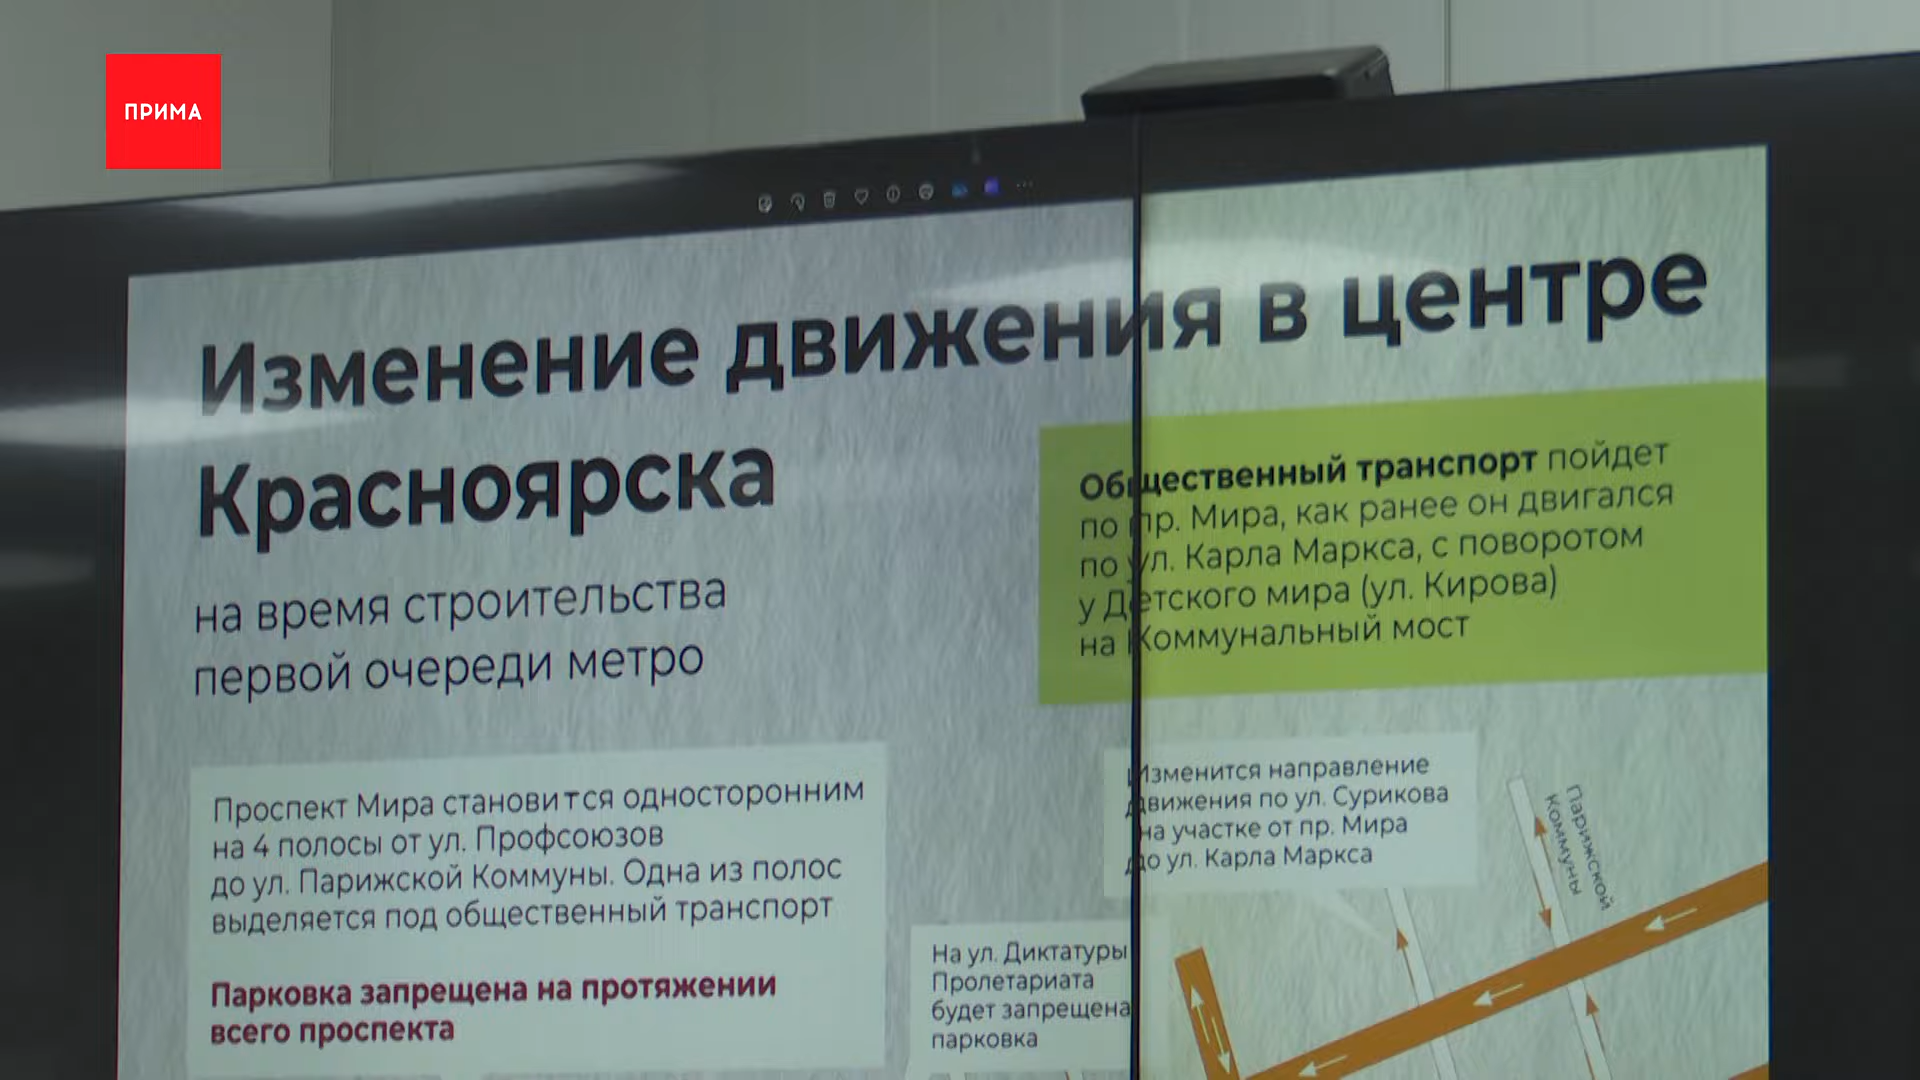 ПРИМА
Изменение движения в центре
Красноярска
на время строительства
первой очереди метро
Общественный транспорт пойдет
по пр. Мира, как ранее он двигался
по ул. Карла Маркса, с поворотом
у Детского мира (ул. Кирова)
на Коммунальный мост
Проспект Мира становится односторонним
на 4 полосы от ул. Профсоюзов
до ул. Парижской Коммуны. Одна из полос
выделяется под общественный транспорт
Парковка запрещена на протяжении
всего проспекта
Изменится направление
движения по ул. Сурикова
на участке от пр. Мира
до ул. Карла Маркса
На ул. Диктатуры
Пролетариата
будет запрещена
парковка
Парижской
Коммуны